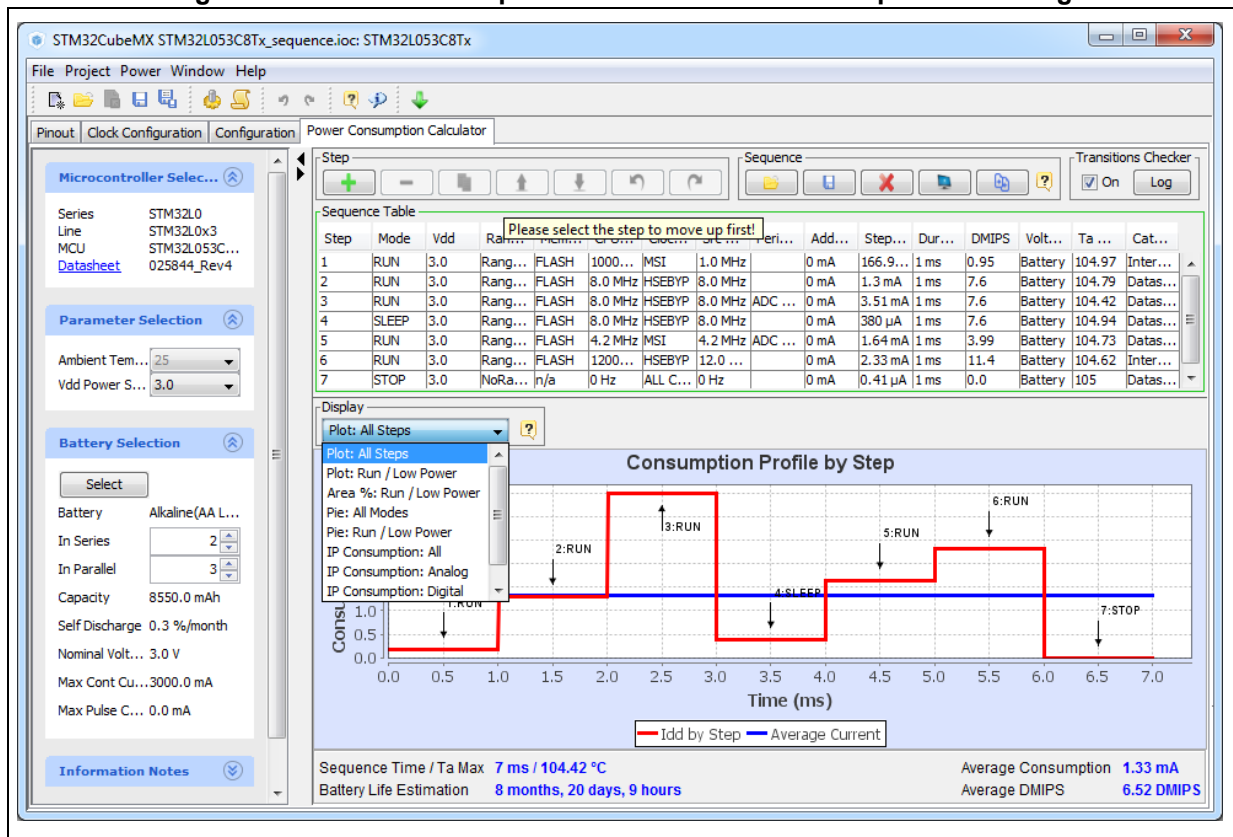 STM32CubeMX STM32L053C8Tx_sequence.ioc: STM32L053C8Tx
File Project Power Window Help
Pinout Clock Configuration Configuration Power Consumption Calculator
Microcontroller Selec...
Series STM32L0
Line STM32L0x3
MCU STM32L053C...
Datasheet 025844_Rev4
Parameter Selection
Ambient Tem... 25
Vdd Power S... 3.0
Battery Selection
Select
Battery Alkaline(AA L...
In Series 2
In Parallel 3
Capacity 8550.0 mAh
Self Discharge 0.3 %/month
Nominal Volt... 3.0 V
Max Cont Cu... 3000.0 mA
Max Pulse C... 0.0 mA
Information Notes
Step
Sequence
Transitions Checker
On Log
Sequence Table
Please select the step to move up first!
Step Mode Vdd Peri... Add... Step... Dur... DMIPS Volt... Ta ... Cat...
1 RUN 3.0 Rang... FLASH 1000... MSI 1.0 MHz 0 mA 166.9... 1 ms 0.95 Battery 104.97 Inter...
2 RUN 3.0 Rang... FLASH 8.0 MHz HSEBYP 8.0 MHz 0 mA 1.3 mA 1 ms 7.6 Battery 104.79 Datas...
3 RUN 3.0 Rang... FLASH 8.0 MHz HSEBYP 8.0 MHz ADC ... 0 mA 3.51 mA 1 ms 7.6 Battery 104.42 Datas...
4 SLEEP 3.0 Rang... FLASH 8.0 MHz HSEBYP 8.0 MHz 0 mA 380 µA 1 ms 7.6 Battery 104.94 Datas...
5 RUN 3.0 Rang... FLASH 4.2 MHz MSI 4.2 MHz ADC ... 0 mA 1.64 mA 1 ms 3.99 Battery 104.73 Datas...
6 RUN 3.0 Rang... FLASH 1200... HSEBYP 12.0 ... 0 mA 2.33 mA 1 ms 11.4 Battery 104.62 Inter...
7 STOP 3.0 NoRa... n/a 0 Hz ALL C... 0 Hz 0 mA 0.41 µA 1 ms 0.0 Battery 105 Datas...
Display
Plot: All Steps
Plot: All Steps
Plot: Run / Low Power
Area %: Run / Low Power
Pie: All Modes
Pie: Run / Low Power
IP Consumption: All
IP Consumption: Analog
IP Consumption: Digital
Consumption Profile by Step
1:RUN
2:RUN
3:RUN
4:SLEEP
5:RUN
6:RUN
7:STOP
1.0
0.5
0.0
0.0 0.5 1.0 1.5 2.0 2.5 3.0 3.5 4.0 4.5 5.0 5.5 6.0 6.5 7.0
Time (ms)
Idd by Step Average Current
Sequence Time / Ta Max 7 ms / 104.42 °C
Average Consumption 1.33 mA
Battery Life Estimation 8 months, 20 days, 9 hours
Average DMIPS 6.52 DMIPS